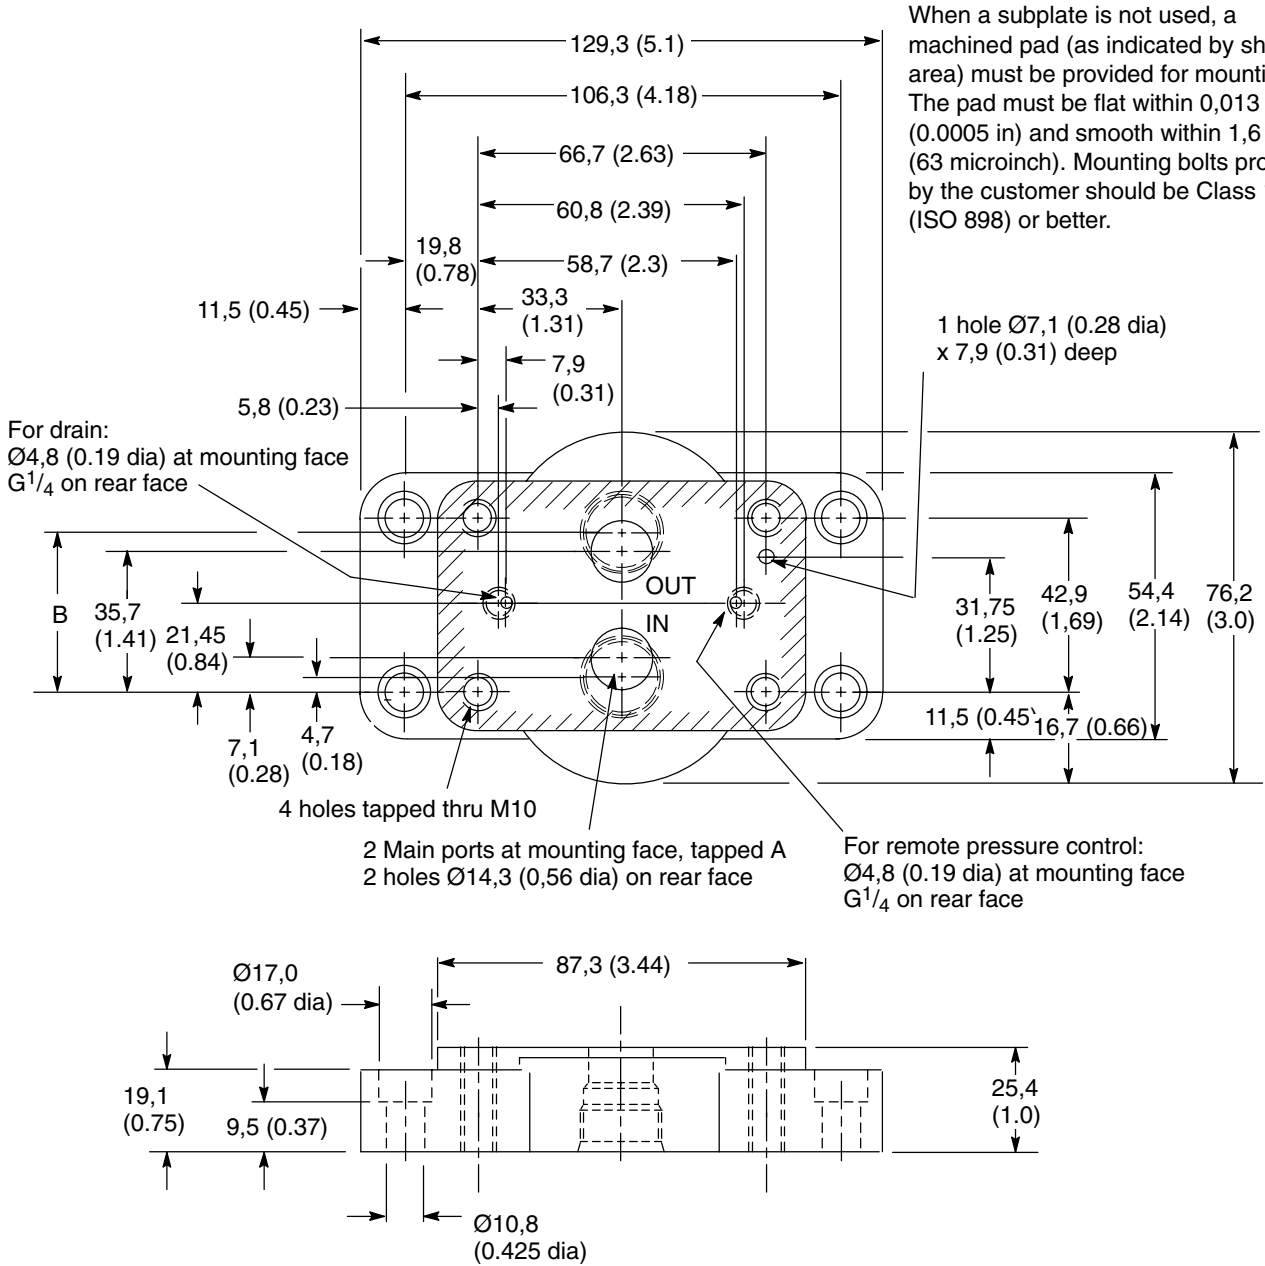 When a subplate is not used, a
machined pad (as indicated by sh
area) must be provided for mounti
The pad must be flat within 0,013
(0.0005 in) and smooth within 1,6
(63 microinch). Mounting bolts pro
by the customer should be Class
(ISO 898) or better.
129,3 (5.1)
106,3 (4.18)
66,7 (2.63)
60,8 (2.39)
19,8
(0.78)
58,7 (2.3)
11,5 (0.45)
33,3
(1.31)
1 hole Ø7,1 (0.28 dia)
x 7,9 (0.31) deep
7,9
(0.31)
5,8 (0.23)
For drain:
Ø4,8 (0.19 dia) at mounting face
G1/4 on rear face
OUT
IN
B
35,7
(1.41)
21,45
(0.84)
31,75
(1.25)
42,9
(1,69)
54,4
(2.14)
76,2
(3.0)
11,5 (0.45)
16,7 (0.66)
7,1
(0.28)
4,7
(0.18)
4 holes tapped thru M10
2 Main ports at mounting face, tapped A
2 holes Ø14,3 (0,56 dia) on rear face
For remote pressure control:
Ø4,8 (0.19 dia) at mounting face
G1/4 on rear face
87,3 (3.44)
Ø17,0
(0.67 dia)
19,1
(0.75)
9,5 (0.37)
25,4
(1.0)
Ø10,8
(0.425 dia)